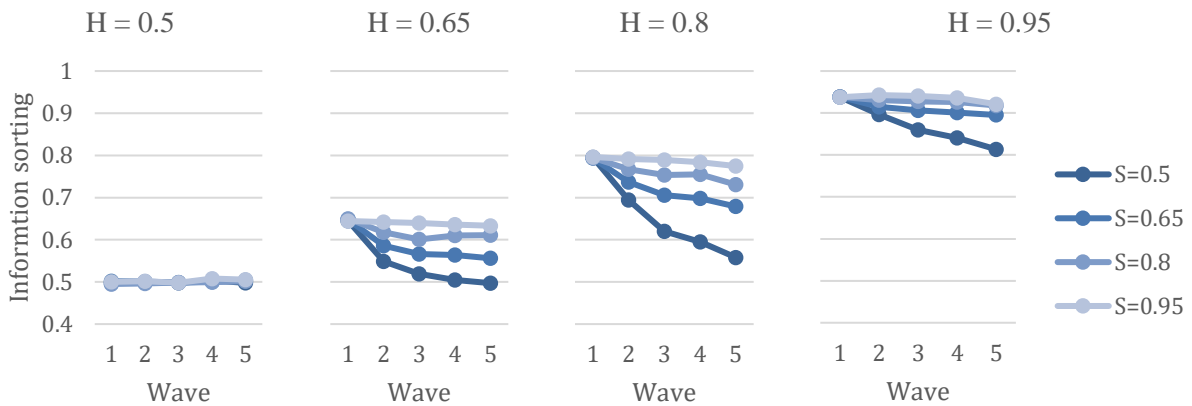 H = 0.5 H = 0.65 H = 0.8 H = 0.95
Informtion sorting
1
0.9
0.8
0.7
0.6
0.5
0.4
1 2 3 4 5 1 2 3 4 5 1 2 3 4 5 1 2 3 4 5
Wave Wave Wave Wave
S=0.5
S=0.65
S=0.8
S=0.95